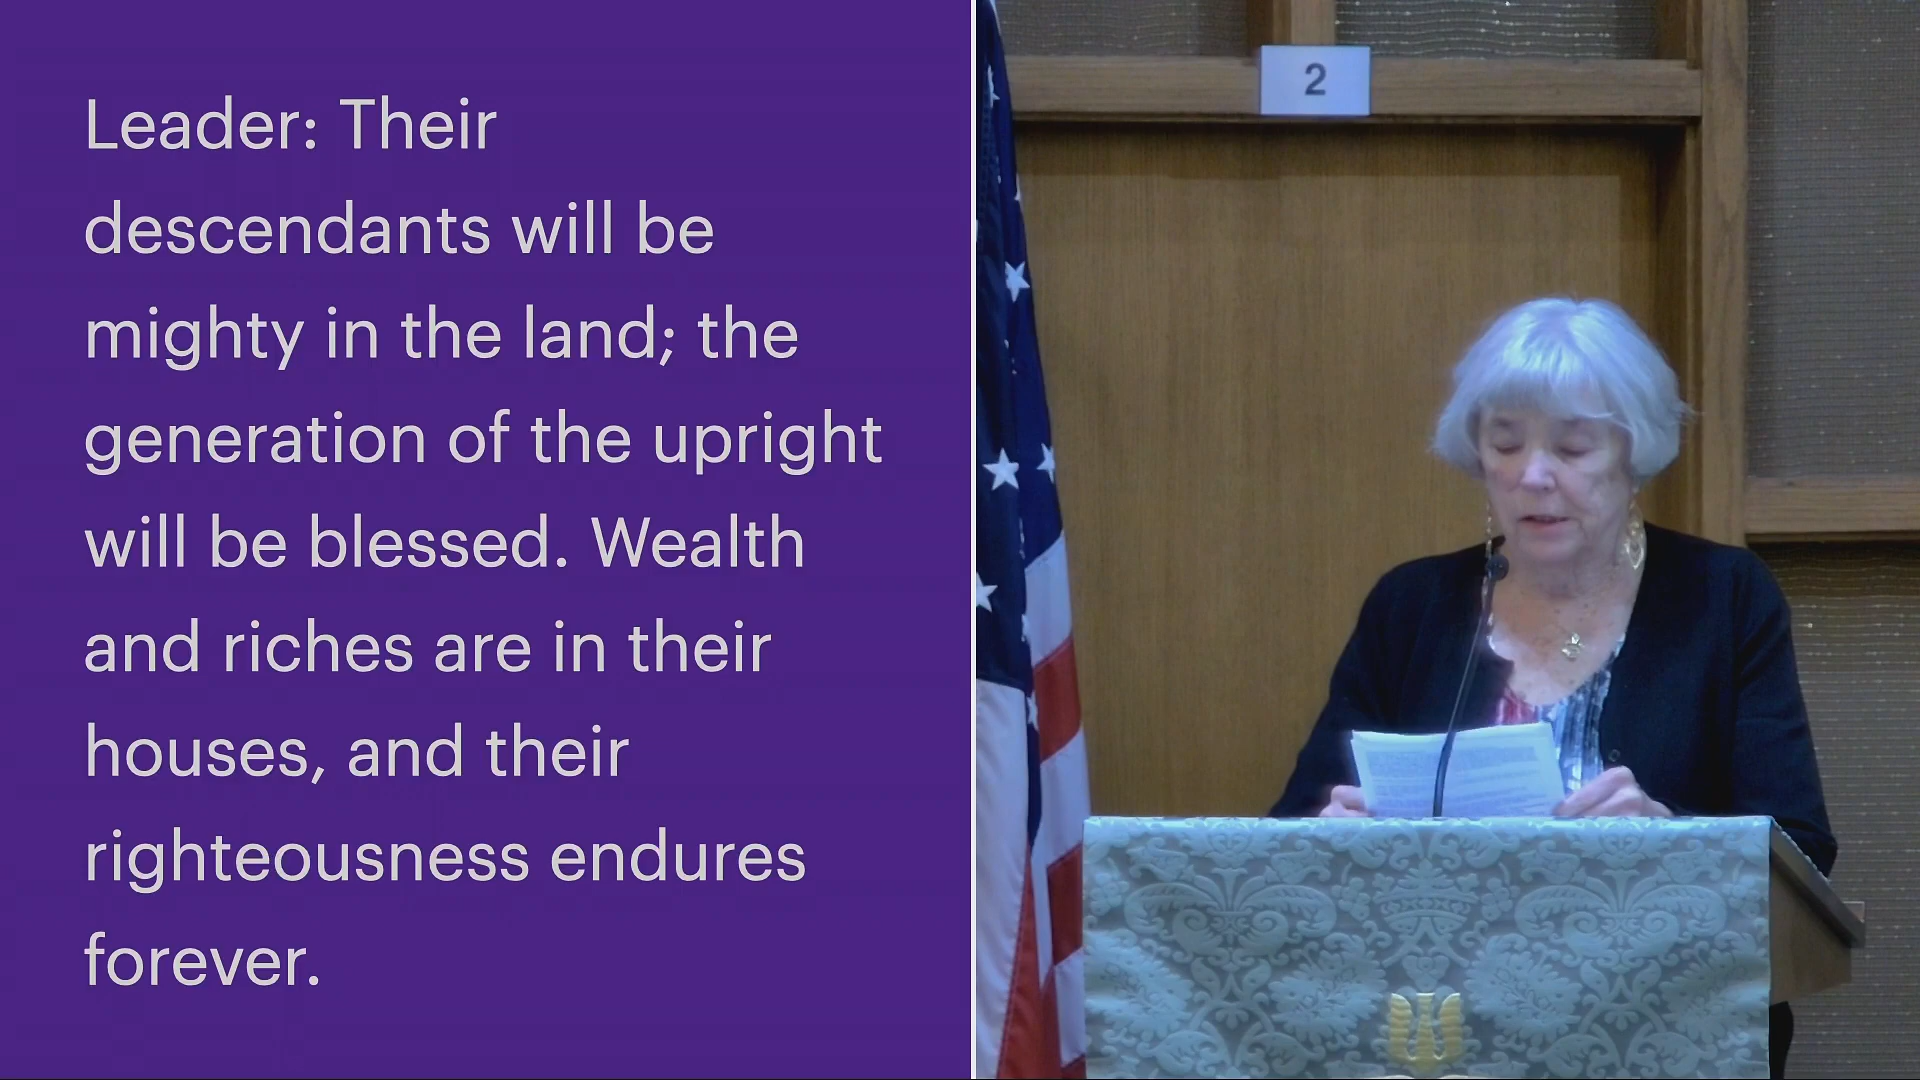 Leader: Their
descendants will be
mighty in the land; the
generation of the upright
will be blessed. Wealth
and riches are in their
houses, and their
righteousness endures
forever.
2